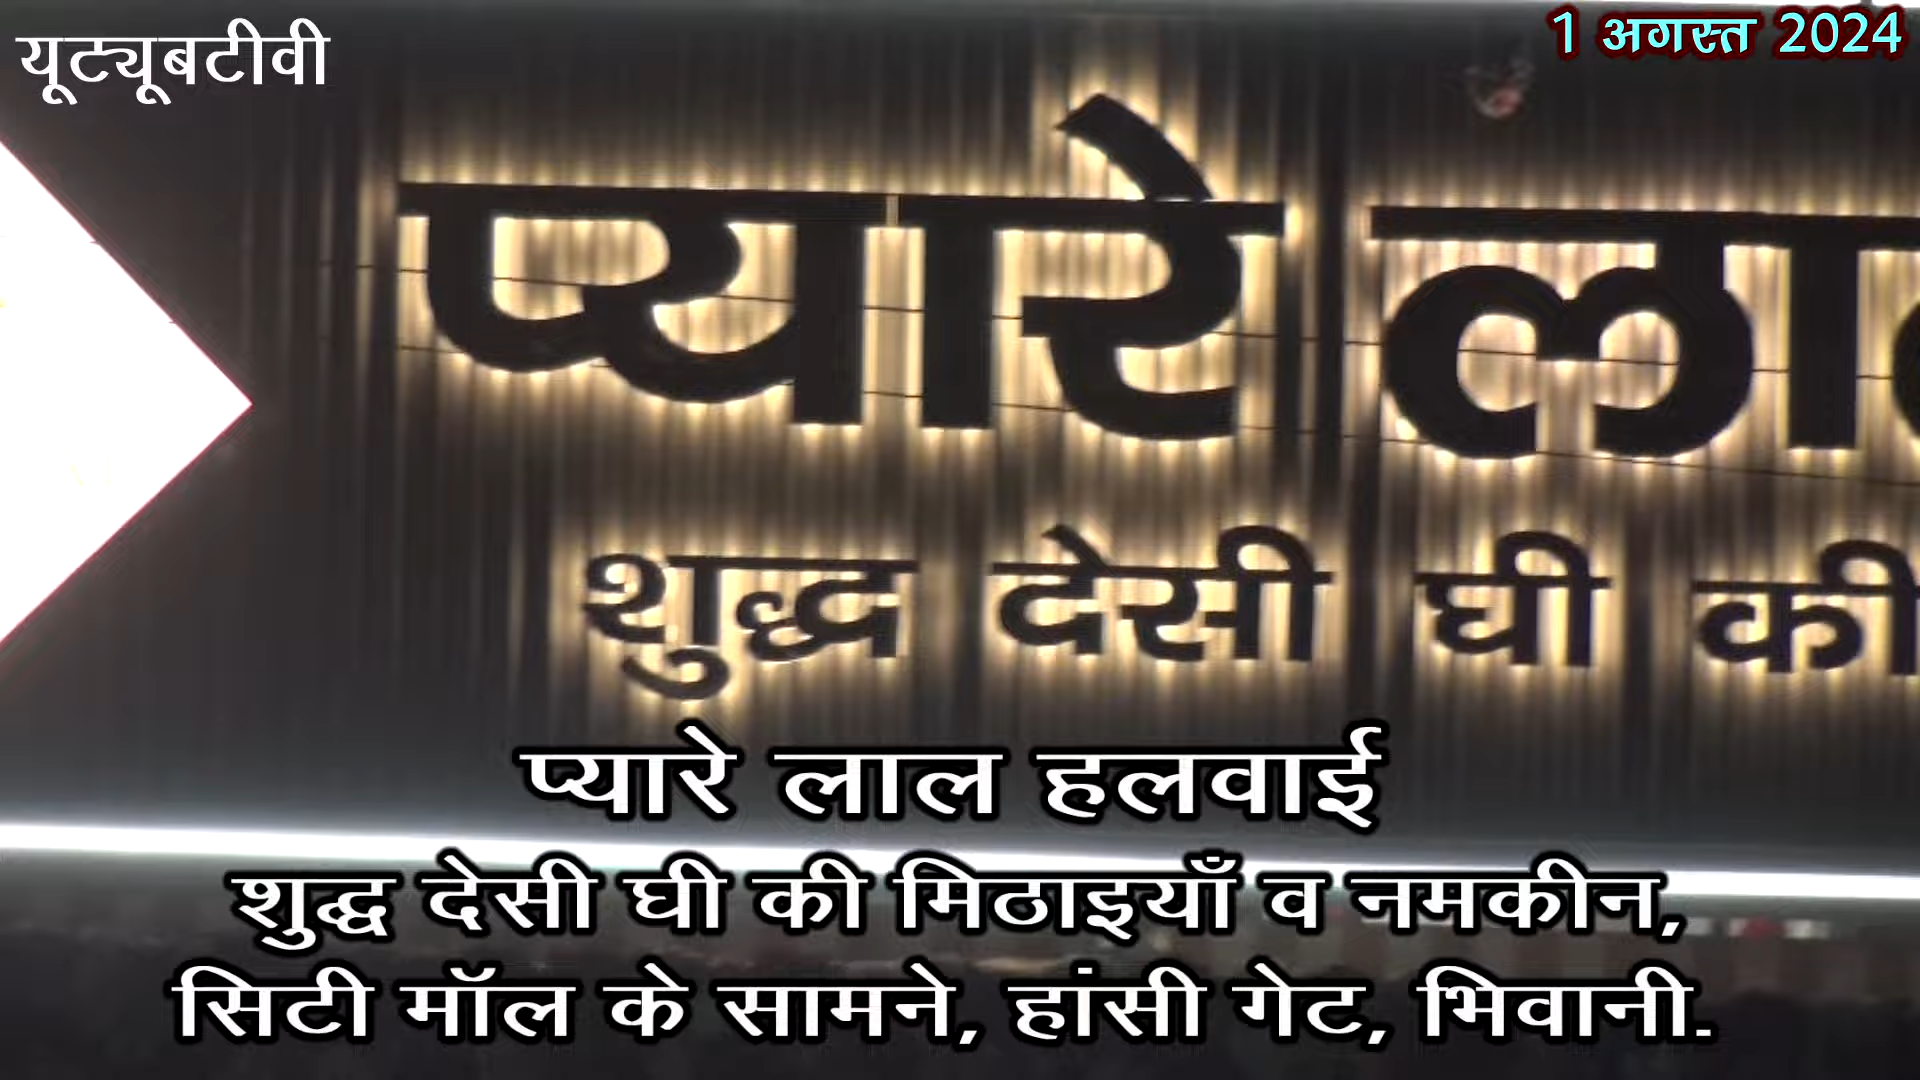 यूट्यूबटीवी
1 अगस्त 2024
प्यारे
शुद्ध देसी घी की
प्यारे लाल हलवाई
शुद्ध देसी घी की मिठाइयाँ व नमकीन,
सिटी मॉल के सामने, हांसी गेट, भिवानी.